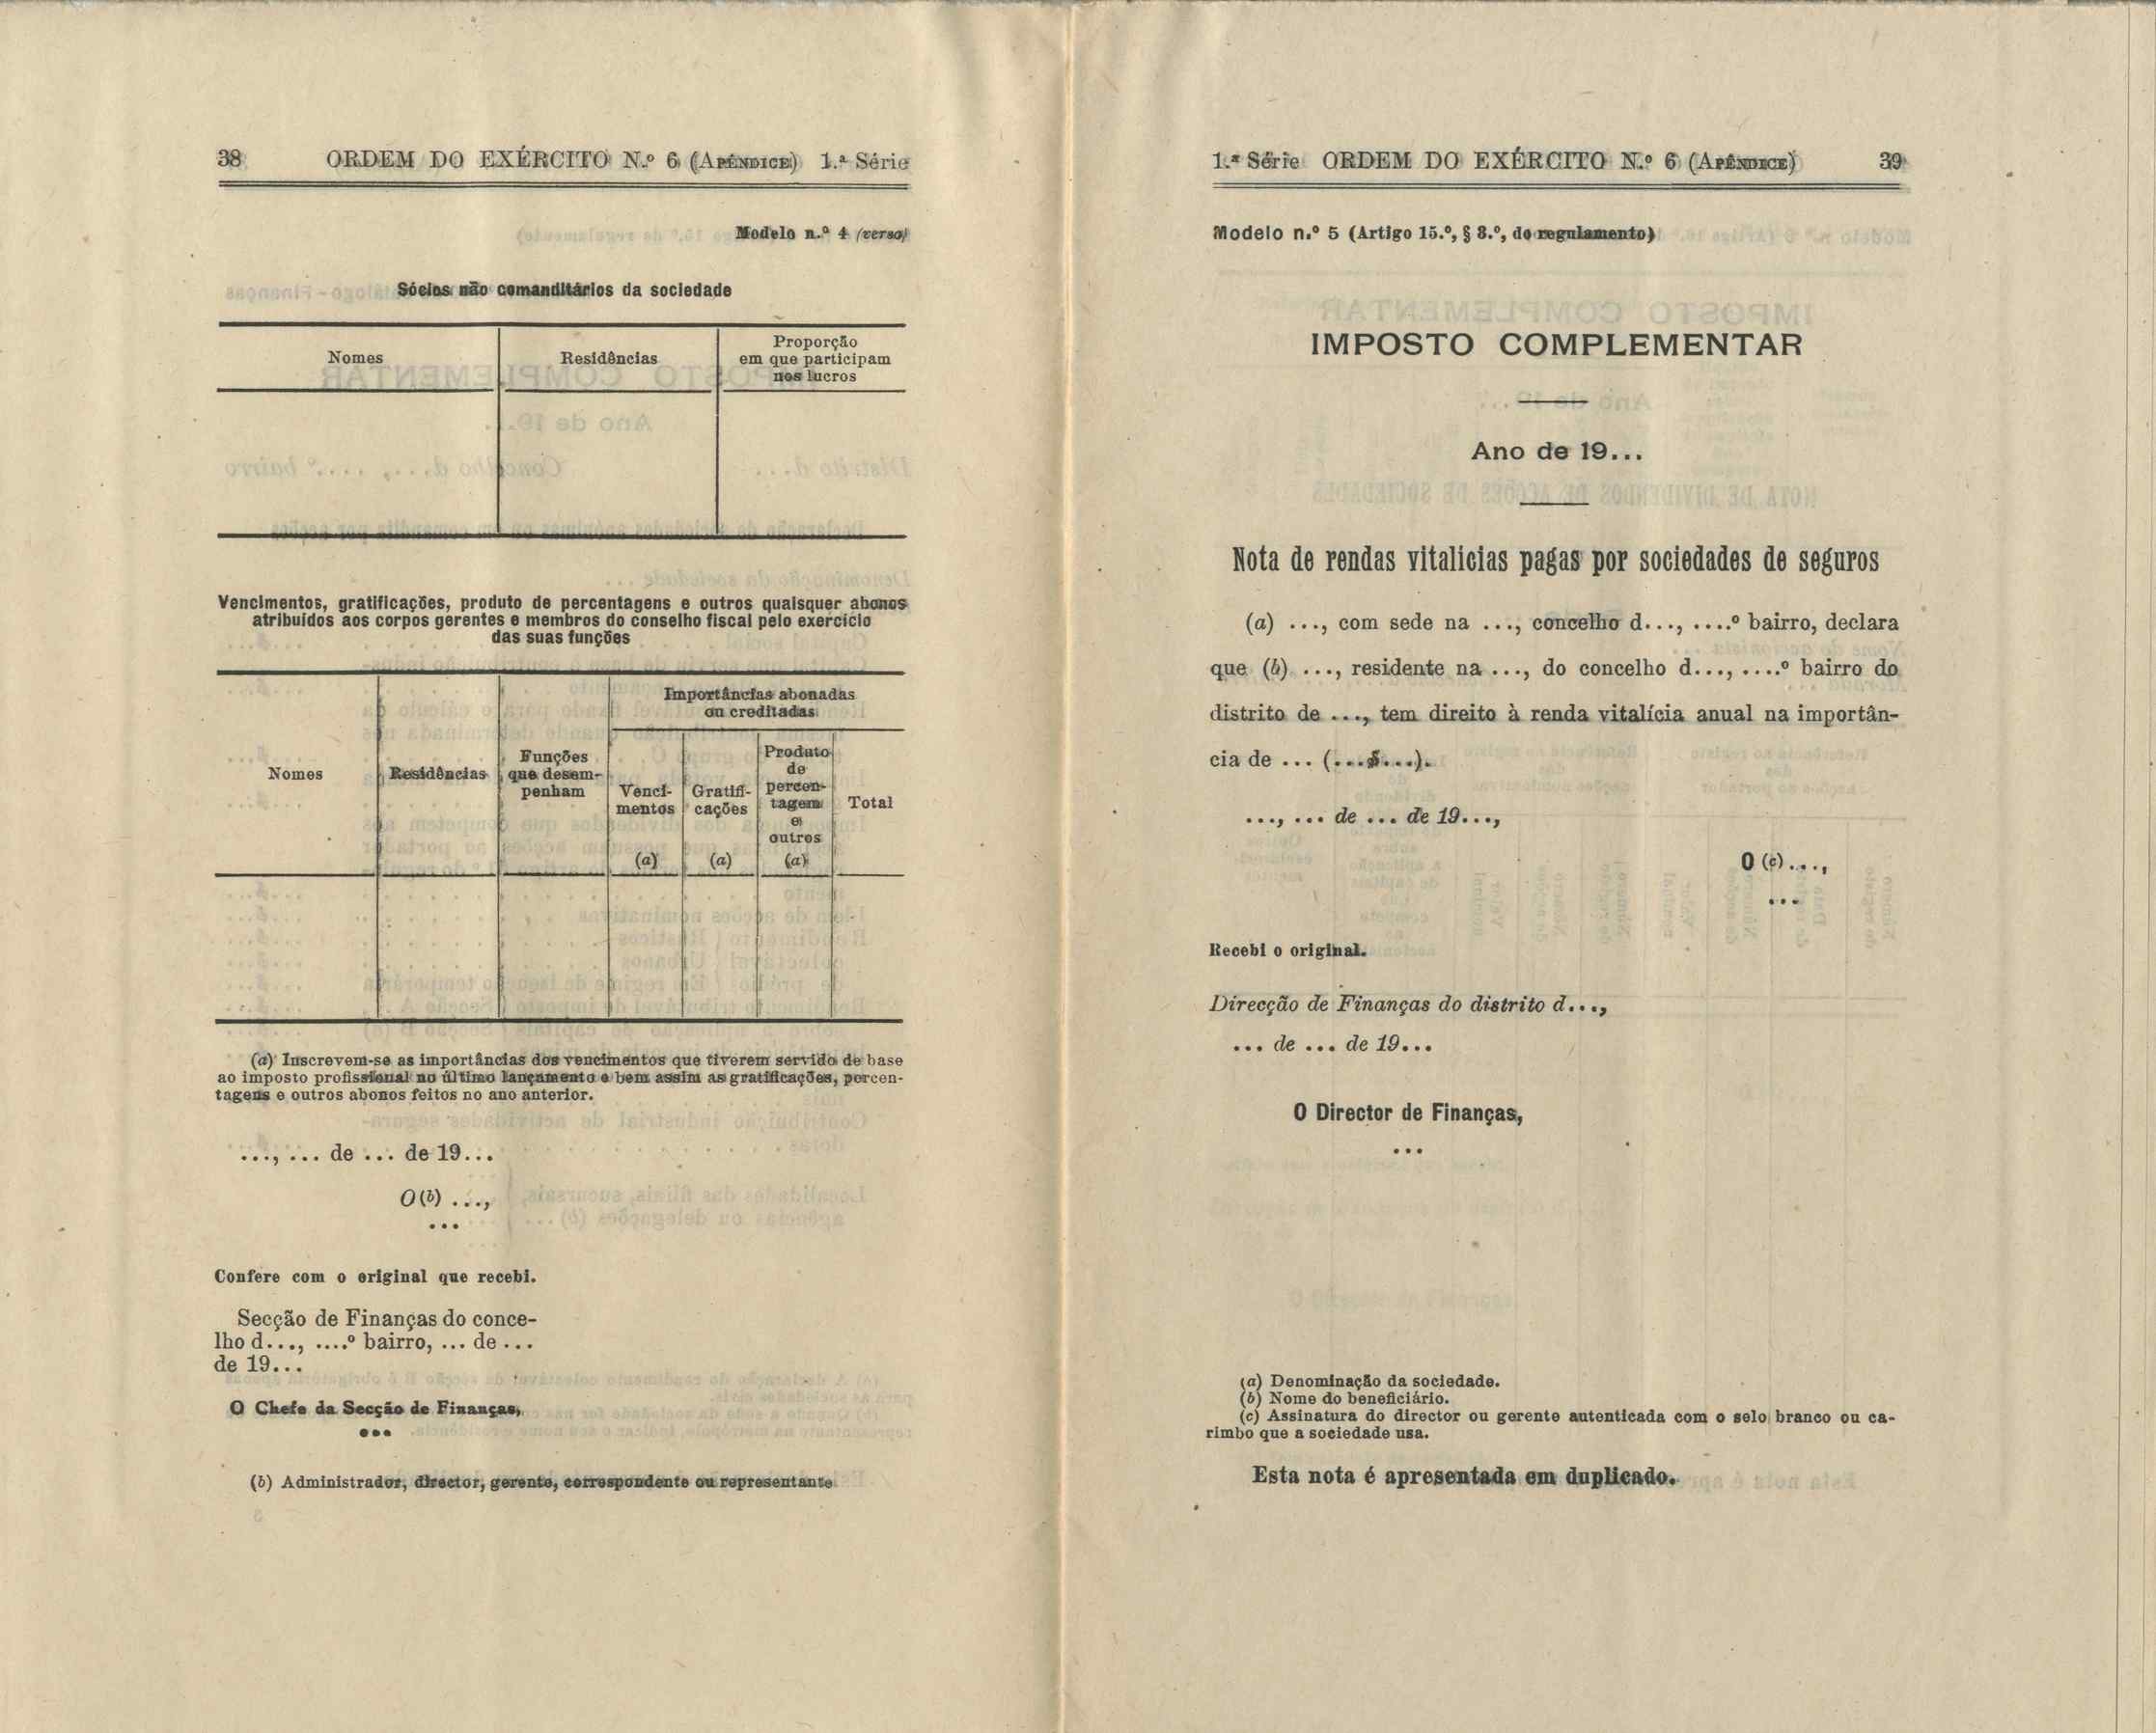 38 ORDEM DO EXÉRCITO N.º 6 (APÊNDICE) 1.ª Série
Modelo n.º 4 (verso)
Sócios não comanditários da sociedade
Nomes
Residências
Proporção
em que participam
nos lucros
Vencimentos, gratificações, produto de percentagens e outros quaisquer abonos
atribuídos aos corpos gerentes e membros do conselho fiscal pelo exercício
das suas funções
Nomes
Residências
Funções
que desem-
penham
Importâncias abonadas
ou creditadas
Venci-
mentos
(a)
Gratifi-
cações
(a)
Produto
de
percen-
tagem
e
outros
(a)
Total
(a) Inscrevem-se as importâncias dos vencimentos que tiverem servido de base
ao imposto profissional no último lançamento e bem assim as gratificações, percen-
tagens e outros abonos feitos no ano anterior.
..., ... de ... de 19...
O (b) ...,
...
Confere com o original que recebi.
Secção de Finanças do conce-
lho d..., ....º bairro, ... de ...
de 19...
O Chefe da Secção de Finanças,
...
(b) Administrador, director, gerente, correspondente ou representante
1.ª Série ORDEM DO EXÉRCITO N.º 6 (APÊNDICE) 39
Modelo n.º 5 (Artigo 15.º, § 3.º, do regulamento)
IMPOSTO COMPLEMENTAR
Ano de 19...
Nota de rendas vitalicias pagas por sociedades de seguros
(a) ..., com sede na ..., concelho d..., ....º bairro, declara
que (b) ..., residente na ..., do concelho d..., ....º bairro do
distrito de ..., tem direito à renda vitalícia anual na importân-
cia de ... (...$...).
..., ... de ... de 19...,
O (c) ...,
...
Recebi o original.
Direcção de Finanças do distrito d...,
... de ... de 19...
O Director de Finanças,
...
(a) Denominação da sociedade.
(b) Nome do beneficiário.
(c) Assinatura do director ou gerente autenticada com o selo branco ou ca-
rimbo que a sociedade usa.
Esta nota é apresentada em duplicado.